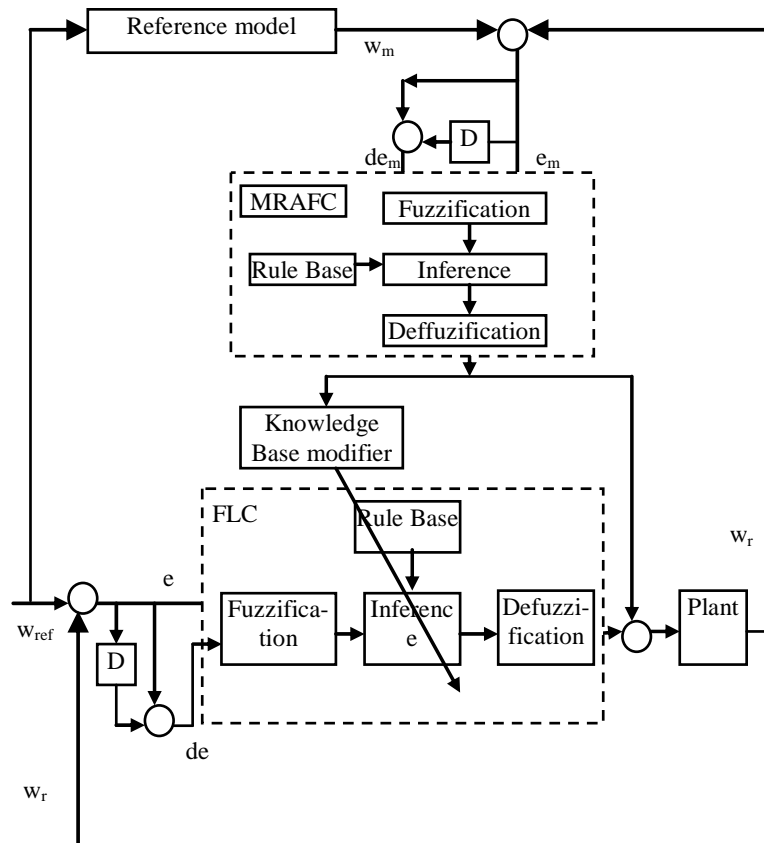 Reference model
w_m
D
de_m
e_m
MRAFC
Fuzzification
Rule Base
Inference
Deffuzification
Knowledge
Base modifier
FLC
Rule Base
w_r
e
w_ref
Fuzzifica-
tion
Inferenc
e
Defuzzi-
ification
Plant
D
de
w_r